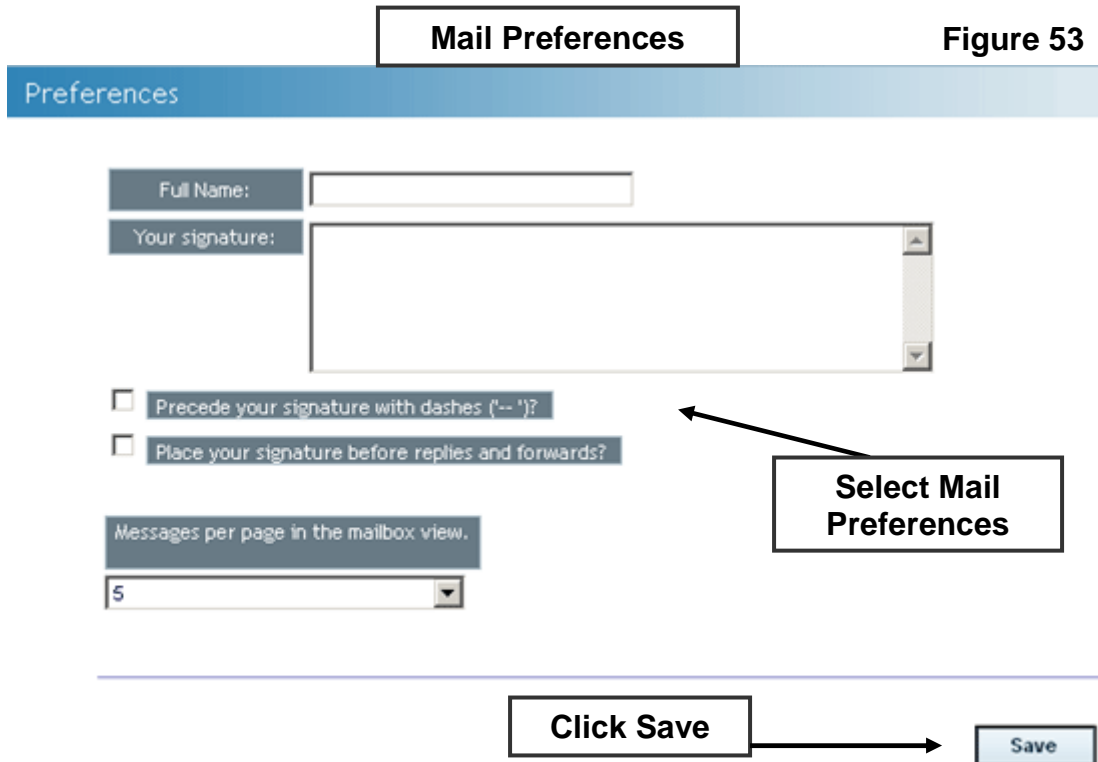 Mail Preferences
Figure 53
Preferences
Full Name:
Your signature:
Precede your signature with dashes ('-- ')?
Place your signature before replies and forwards?
Select Mail
Preferences
Messages per page in the mailbox view.
5
Click Save
Save